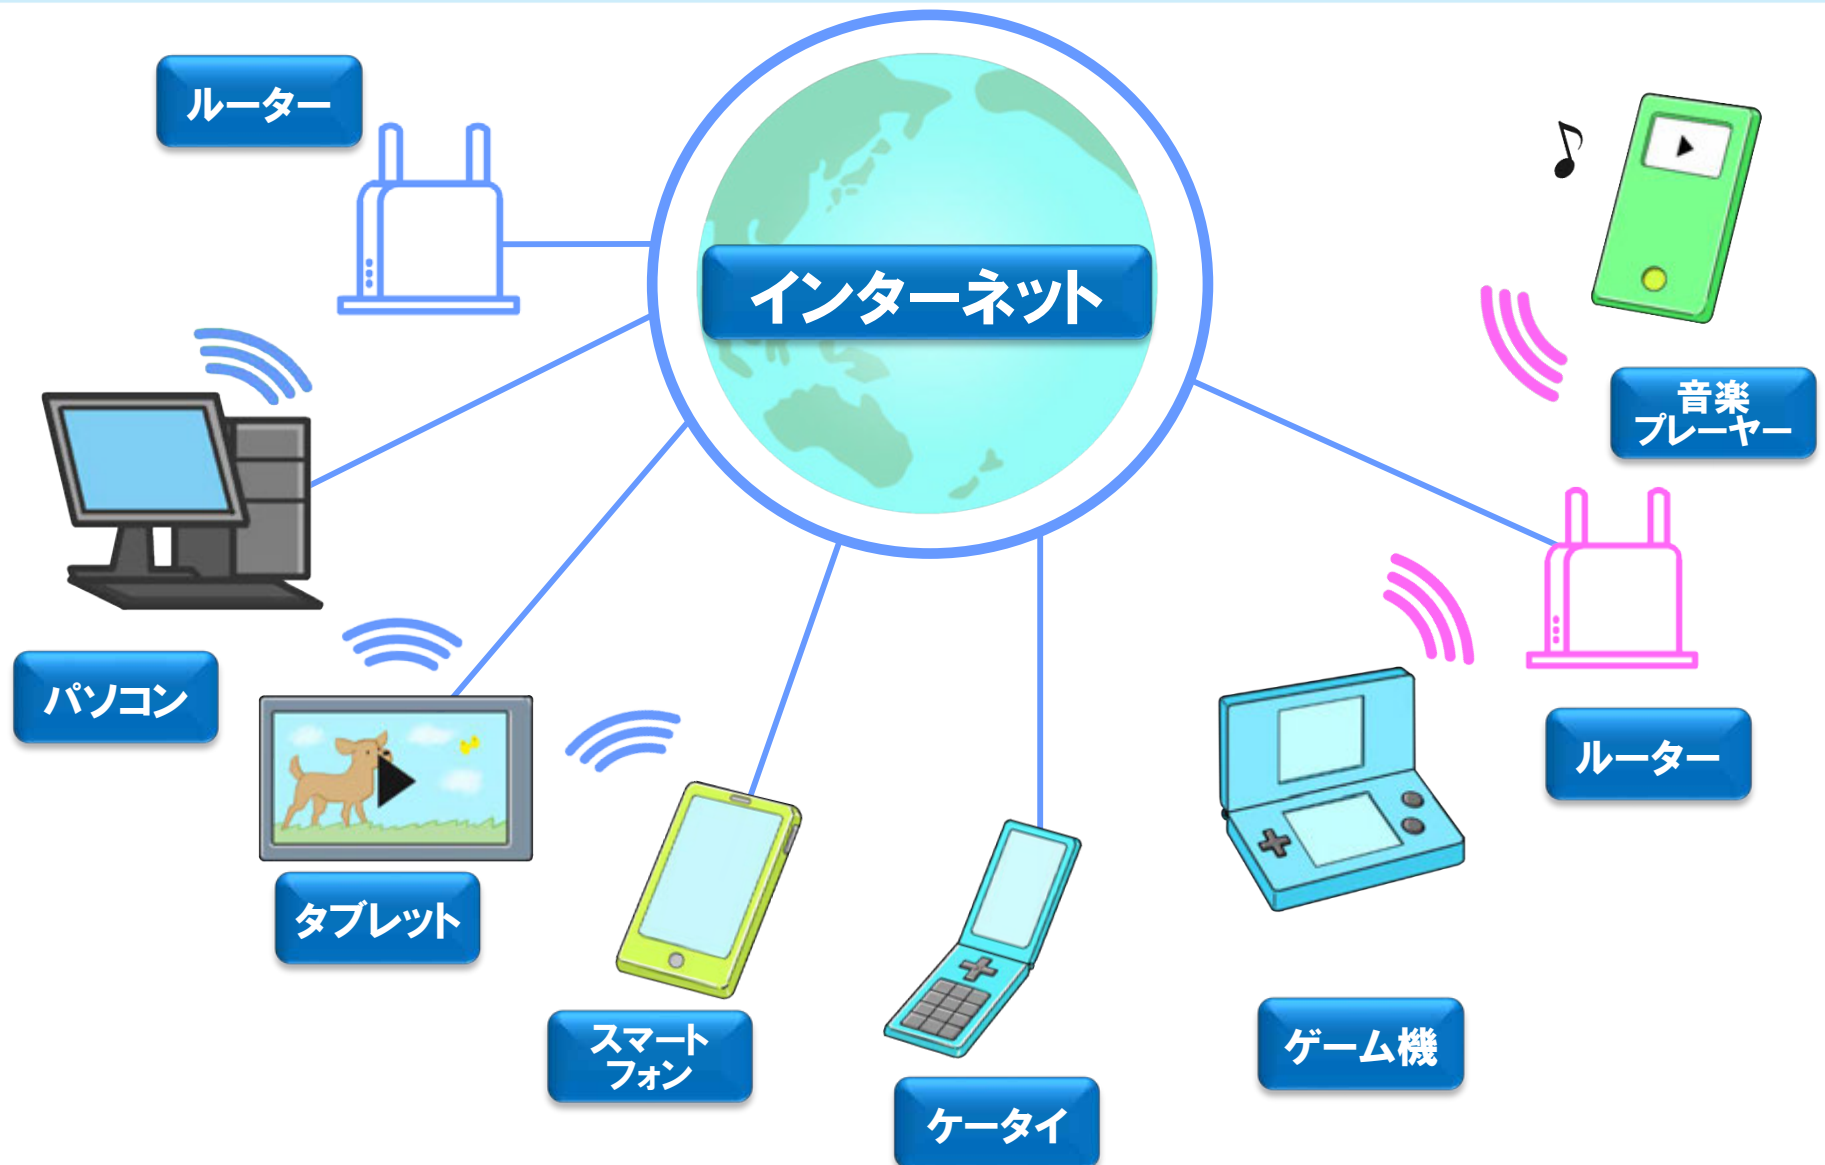 ルーター
インターネット
音楽
プレーヤー
パソコン
ルーター
タブレット
スマート
フォン
ゲーム機
ケータイ